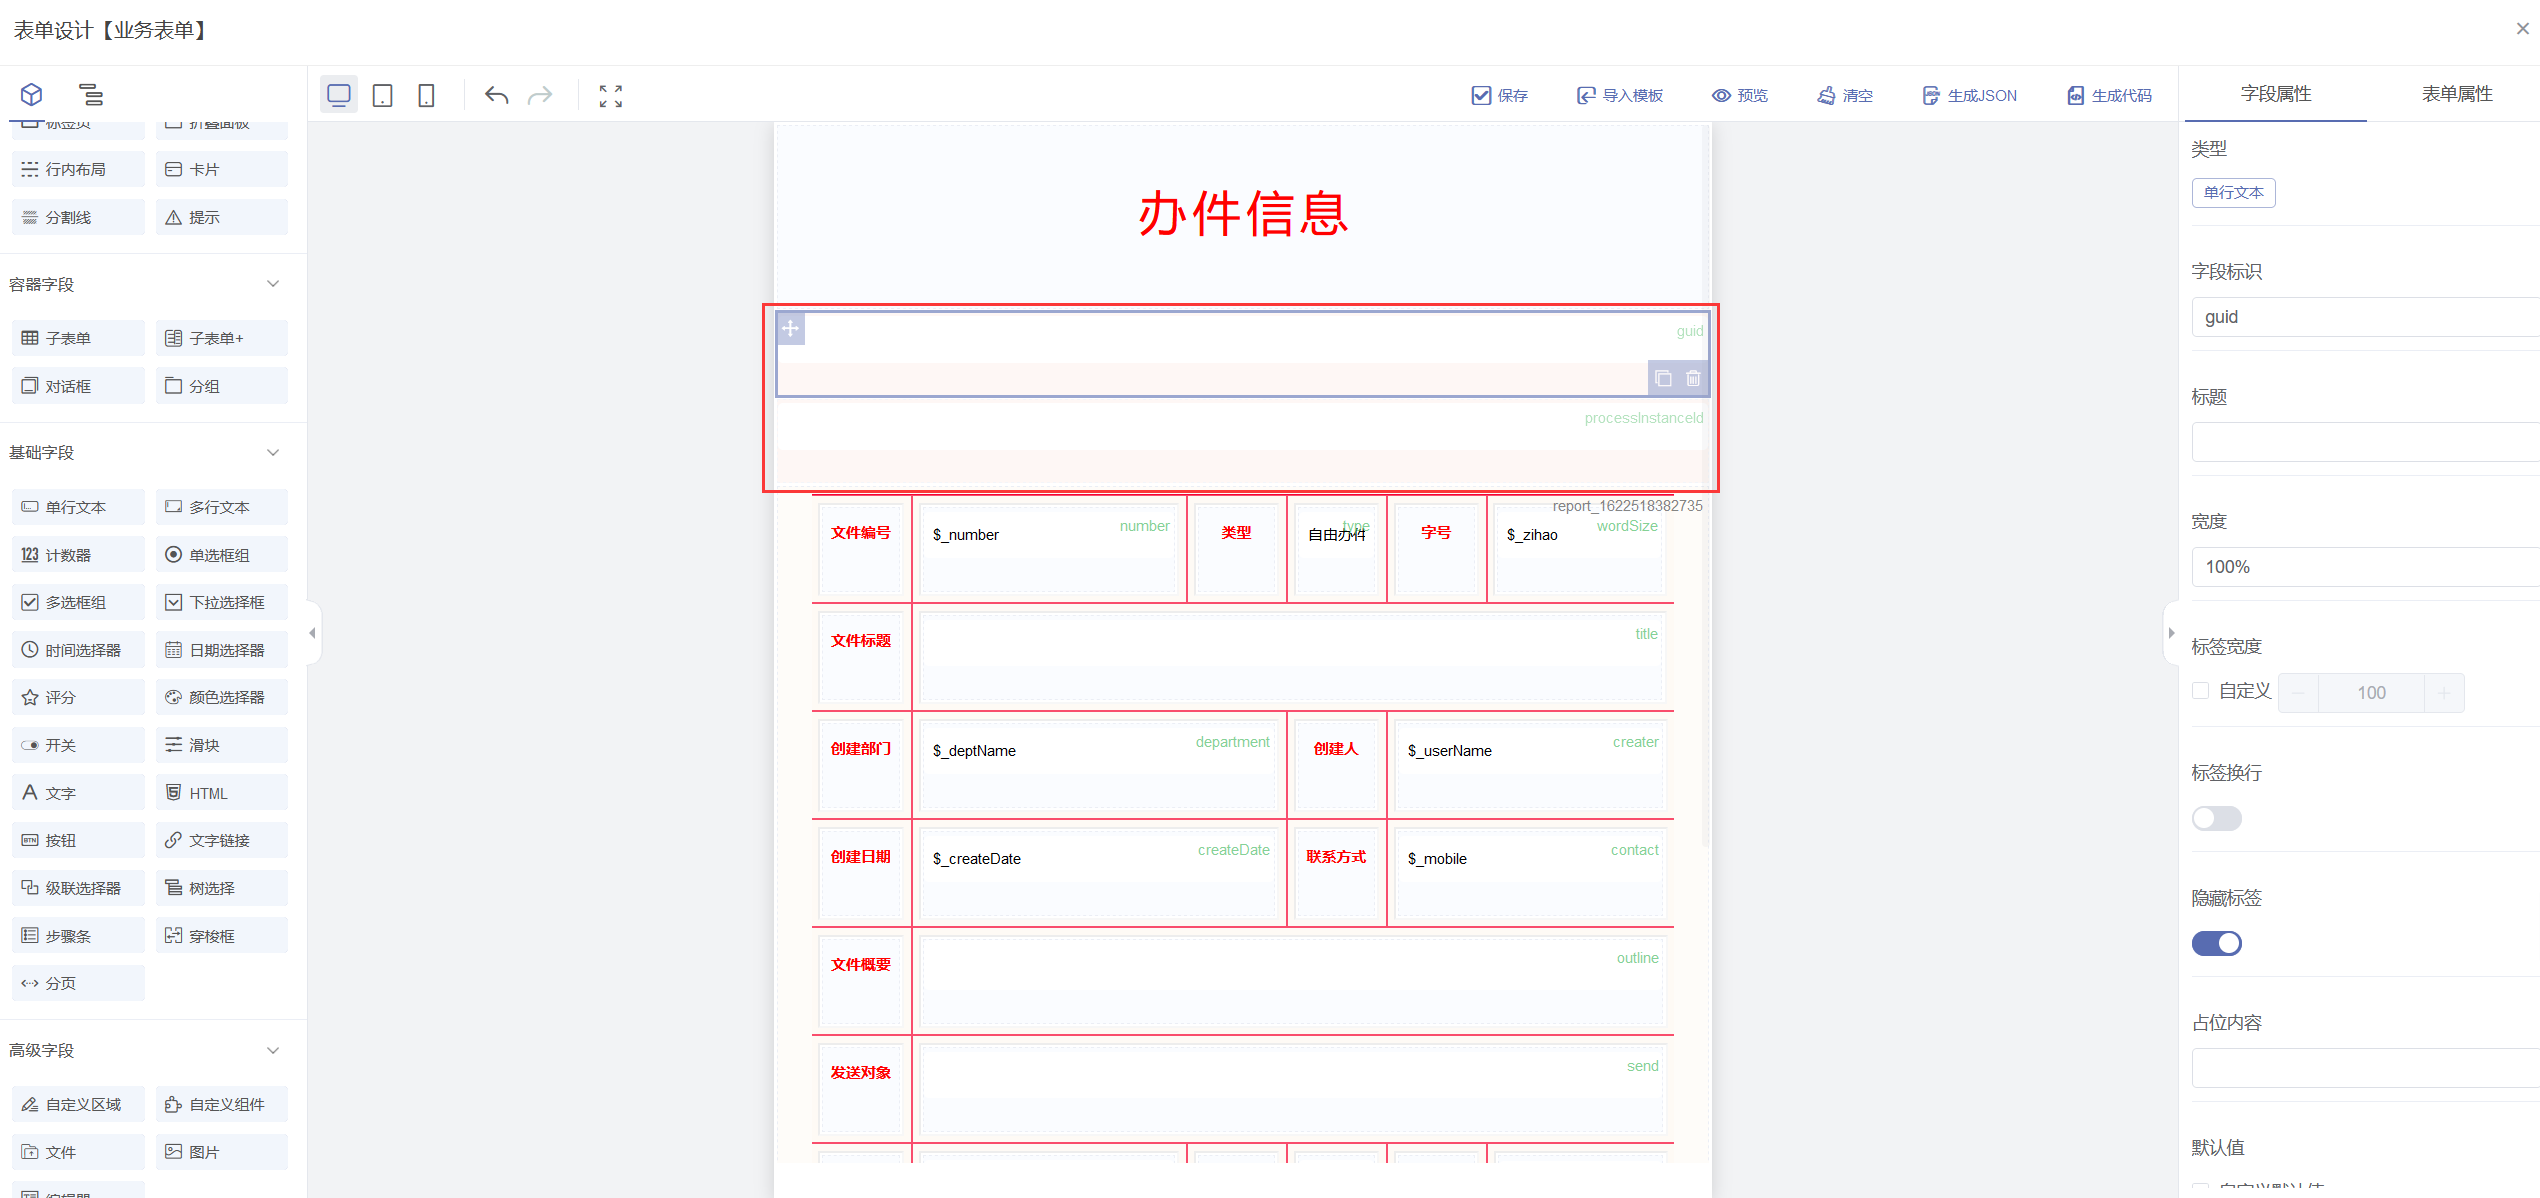 表单设计【业务表单】
保存
导入模板
预览
清空
生成JSON
生成代码
字段属性
表单属性
标签页
折叠面板
行内布局
卡片
分割线
提示
容器字段
子表单
子表单+
对话框
分组
基础字段
单行文本
多行文本
计数器
单选框组
多选框组
下拉选择框
时间选择器
日期选择器
评分
颜色选择器
开关
滑块
文字
HTML
按钮
文字链接
级联选择器
树选择
步骤条
穿梭框
分页
高级字段
自定义区域
自定义组件
文件
图片
编辑器
办件信息
guid
processInstanceId
report_1622518382735
文件编号
$_number
number
类型
自由办件
type
字号
$_zihao
wordSize
文件标题
title
创建部门
$_deptName
department
创建人
$_userName
creater
创建日期
$_createDate
createDate
联系方式
$_mobile
contact
文件概要
outline
发送对象
send
类型
单行文本
字段标识
guid
标题
宽度
100%
标签宽度
自定义
100
标签换行
隐藏标签
占位内容
默认值
自定义默认值